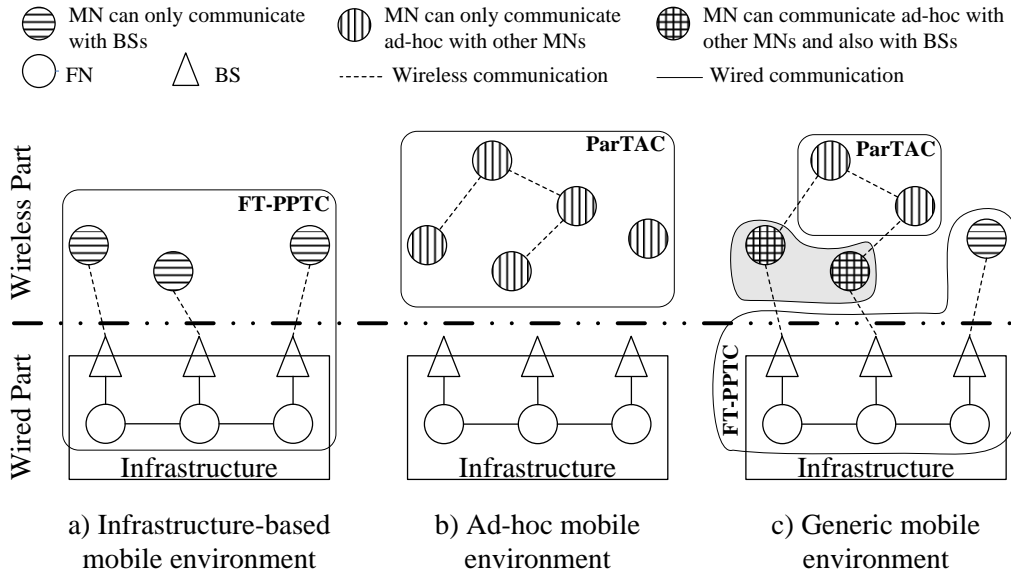 MN can only communicate
with BSs
MN can only communicate
ad-hoc with other MNs
MN can communicate ad-hoc with
other MNs and also with BSs
FN
BS
Wireless communication
Wired communication
Wireless Part
Wired Part
FT-PPTC
Infrastructure
ParTAC
Infrastructure
ParTAC
FT-PPTC
Infrastructure
a) Infrastructure-based
mobile environment
b) Ad-hoc mobile
environment
c) Generic mobile
environment